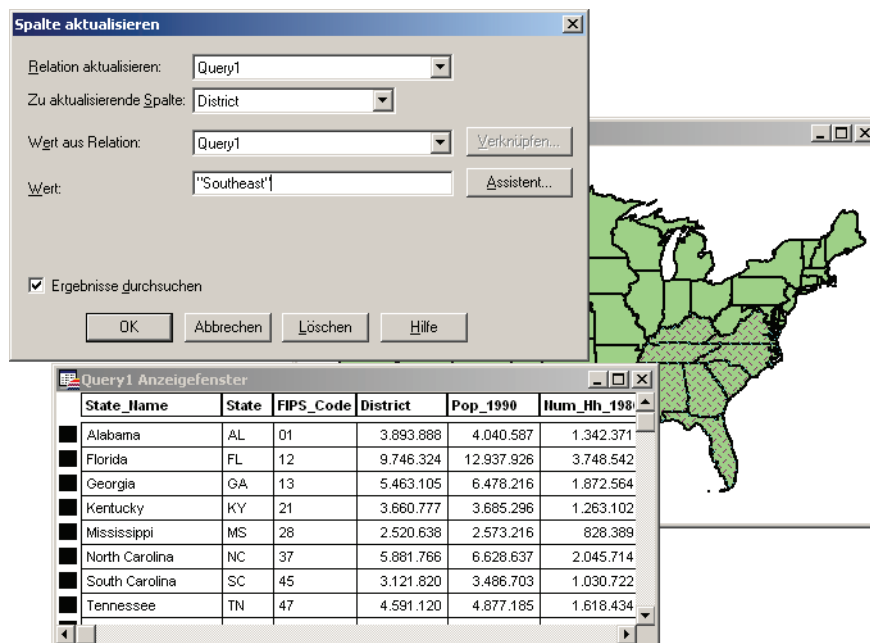 Spalte aktualisieren
Relation aktualisieren: Query1
Zu aktualisierende Spalte: District
Wert aus Relation: Query1 Verknüpfen...
Wert: "Southeast" Assistent...
Ergebnisse durchsuchen
OK Abbrechen Löschen Hilfe
Query1 Anzeigefenster
State_Name State FIPS_Code District Pop_1990 Num_Hh_198
Alabama AL 01 3.893.888 4.040.587 1.342.371
Florida FL 12 9.746.324 12.937.926 3.748.542
Georgia GA 13 5.463.105 6.478.216 1.872.564
Kentucky KY 21 3.660.777 3.685.296 1.263.102
Mississippi MS 28 2.520.638 2.573.216 828.389
North Carolina NC 37 5.881.766 6.628.637 2.045.714
South Carolina SC 45 3.121.820 3.486.703 1.030.722
Tennessee TN 47 4.591.120 4.877.185 1.618.434